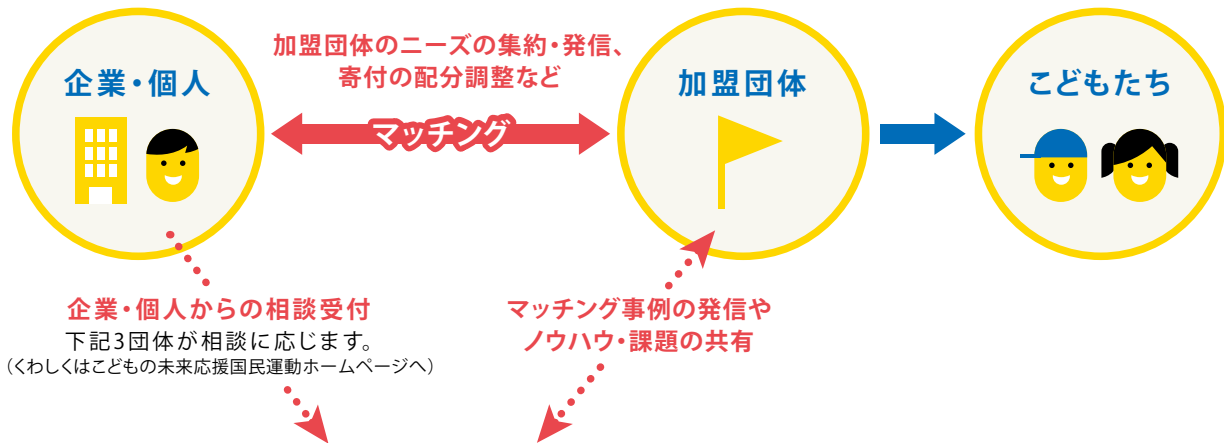 加盟団体のニーズの集約・発信、
寄付の配分調整など
企業・個人
マッチング
加盟団体
こどもたち
企業・個人からの相談受付
下記3団体が相談に応じます。
（くわしくはこどもの未来応援国民運動ホームページへ）
マッチング事例の発信や
ノウハウ・課題の共有